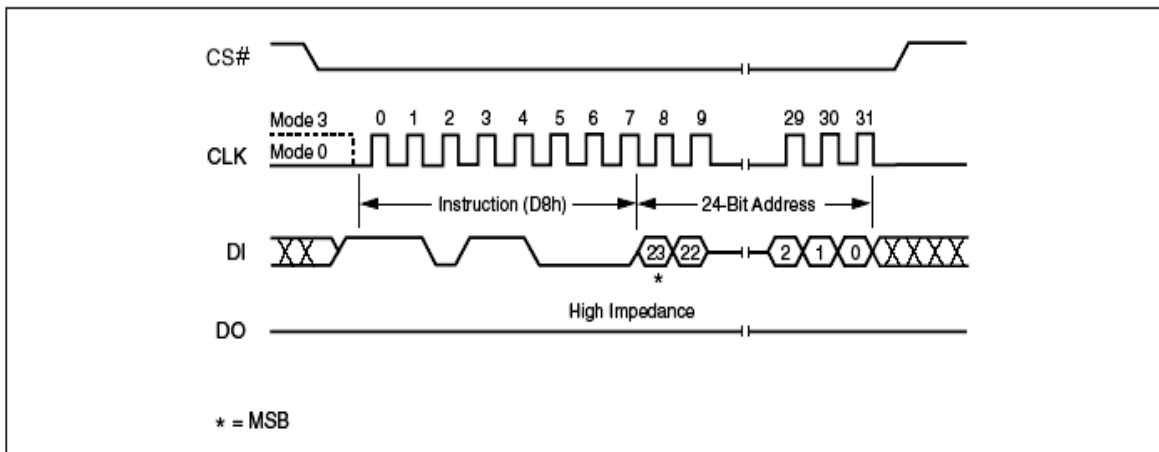 CS#
Mode 3
0 1 2 3 4 5 6 7 8 9 29 30 31
CLK
Mode 0
Instruction (D8h) 24-Bit Address
DI
23 22 2 1 0
*
High Impedance
DO
* = MSB